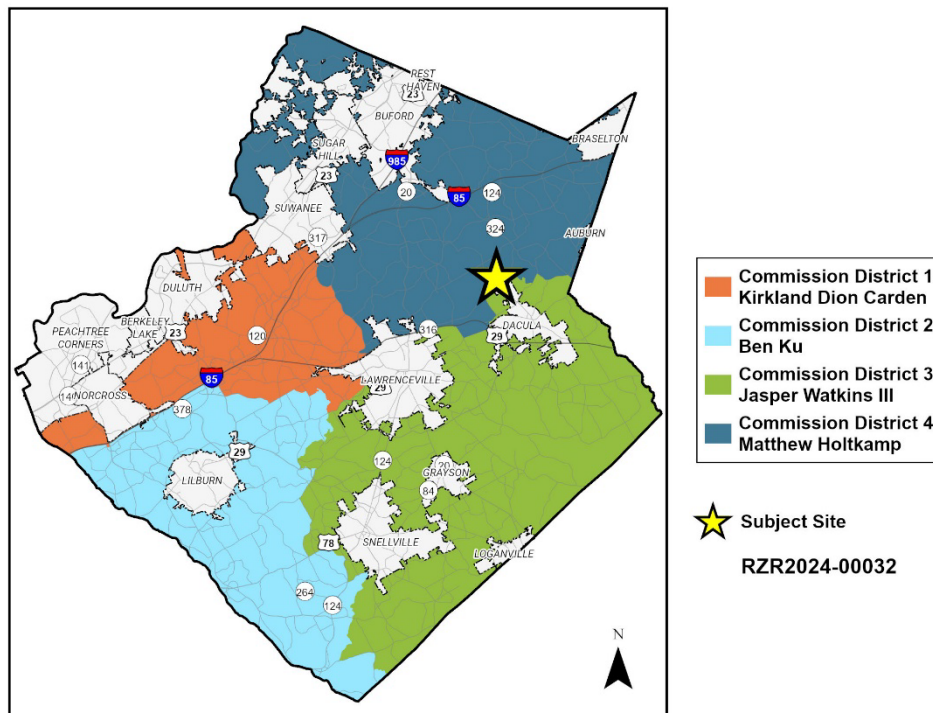 REST
HAVEN
23
BUFORD
BRASELTON
SUGAR
HILL
985
23
20
85
124
SUWANEE
324
317
AUBURN
DULUTH
BERKELEY
LAKE
23
PEACHTREE
CORNERS
141
120
316
DACULA
29
14
NORCROSS
85
LAWRENCEVILLE
29
378
29
LILBURN
124
20
GRAYSON
84
78
SNELLVILLE
LOGANVILLE
264
124
N
Commission District 1
Kirkland Dion Carden
Commission District 2
Ben Ku
Commission District 3
Jasper Watkins III
Commission District 4
Matthew Holtkamp
Subject Site
RZR2024-00032